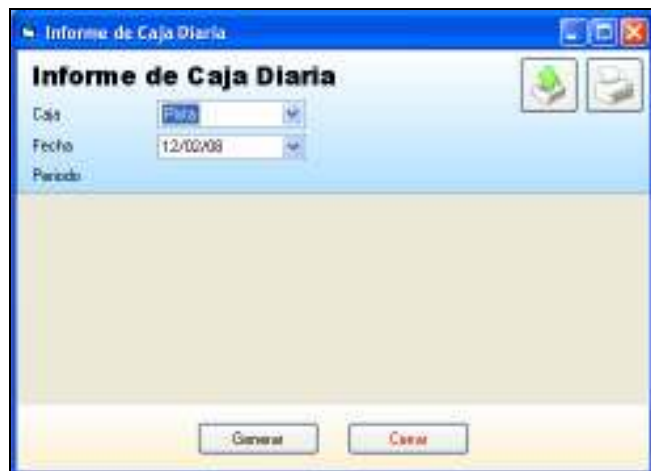 Informe de Caja Diaria
Informe de Caja Diaria
Caja
Fecha 12/02/08
Periodo
Generar Cerrar